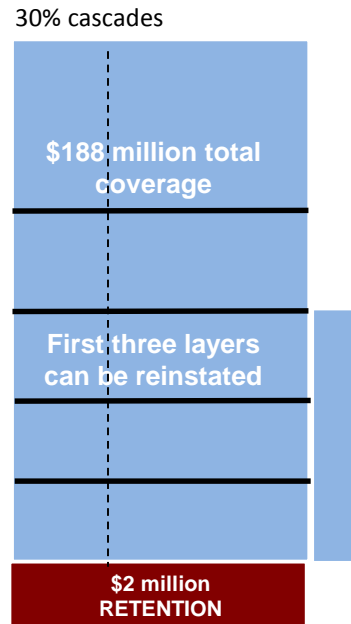 30% cascades
$188 million total
coverage
First three layers
can be reinstated
$2 million
RETENTION